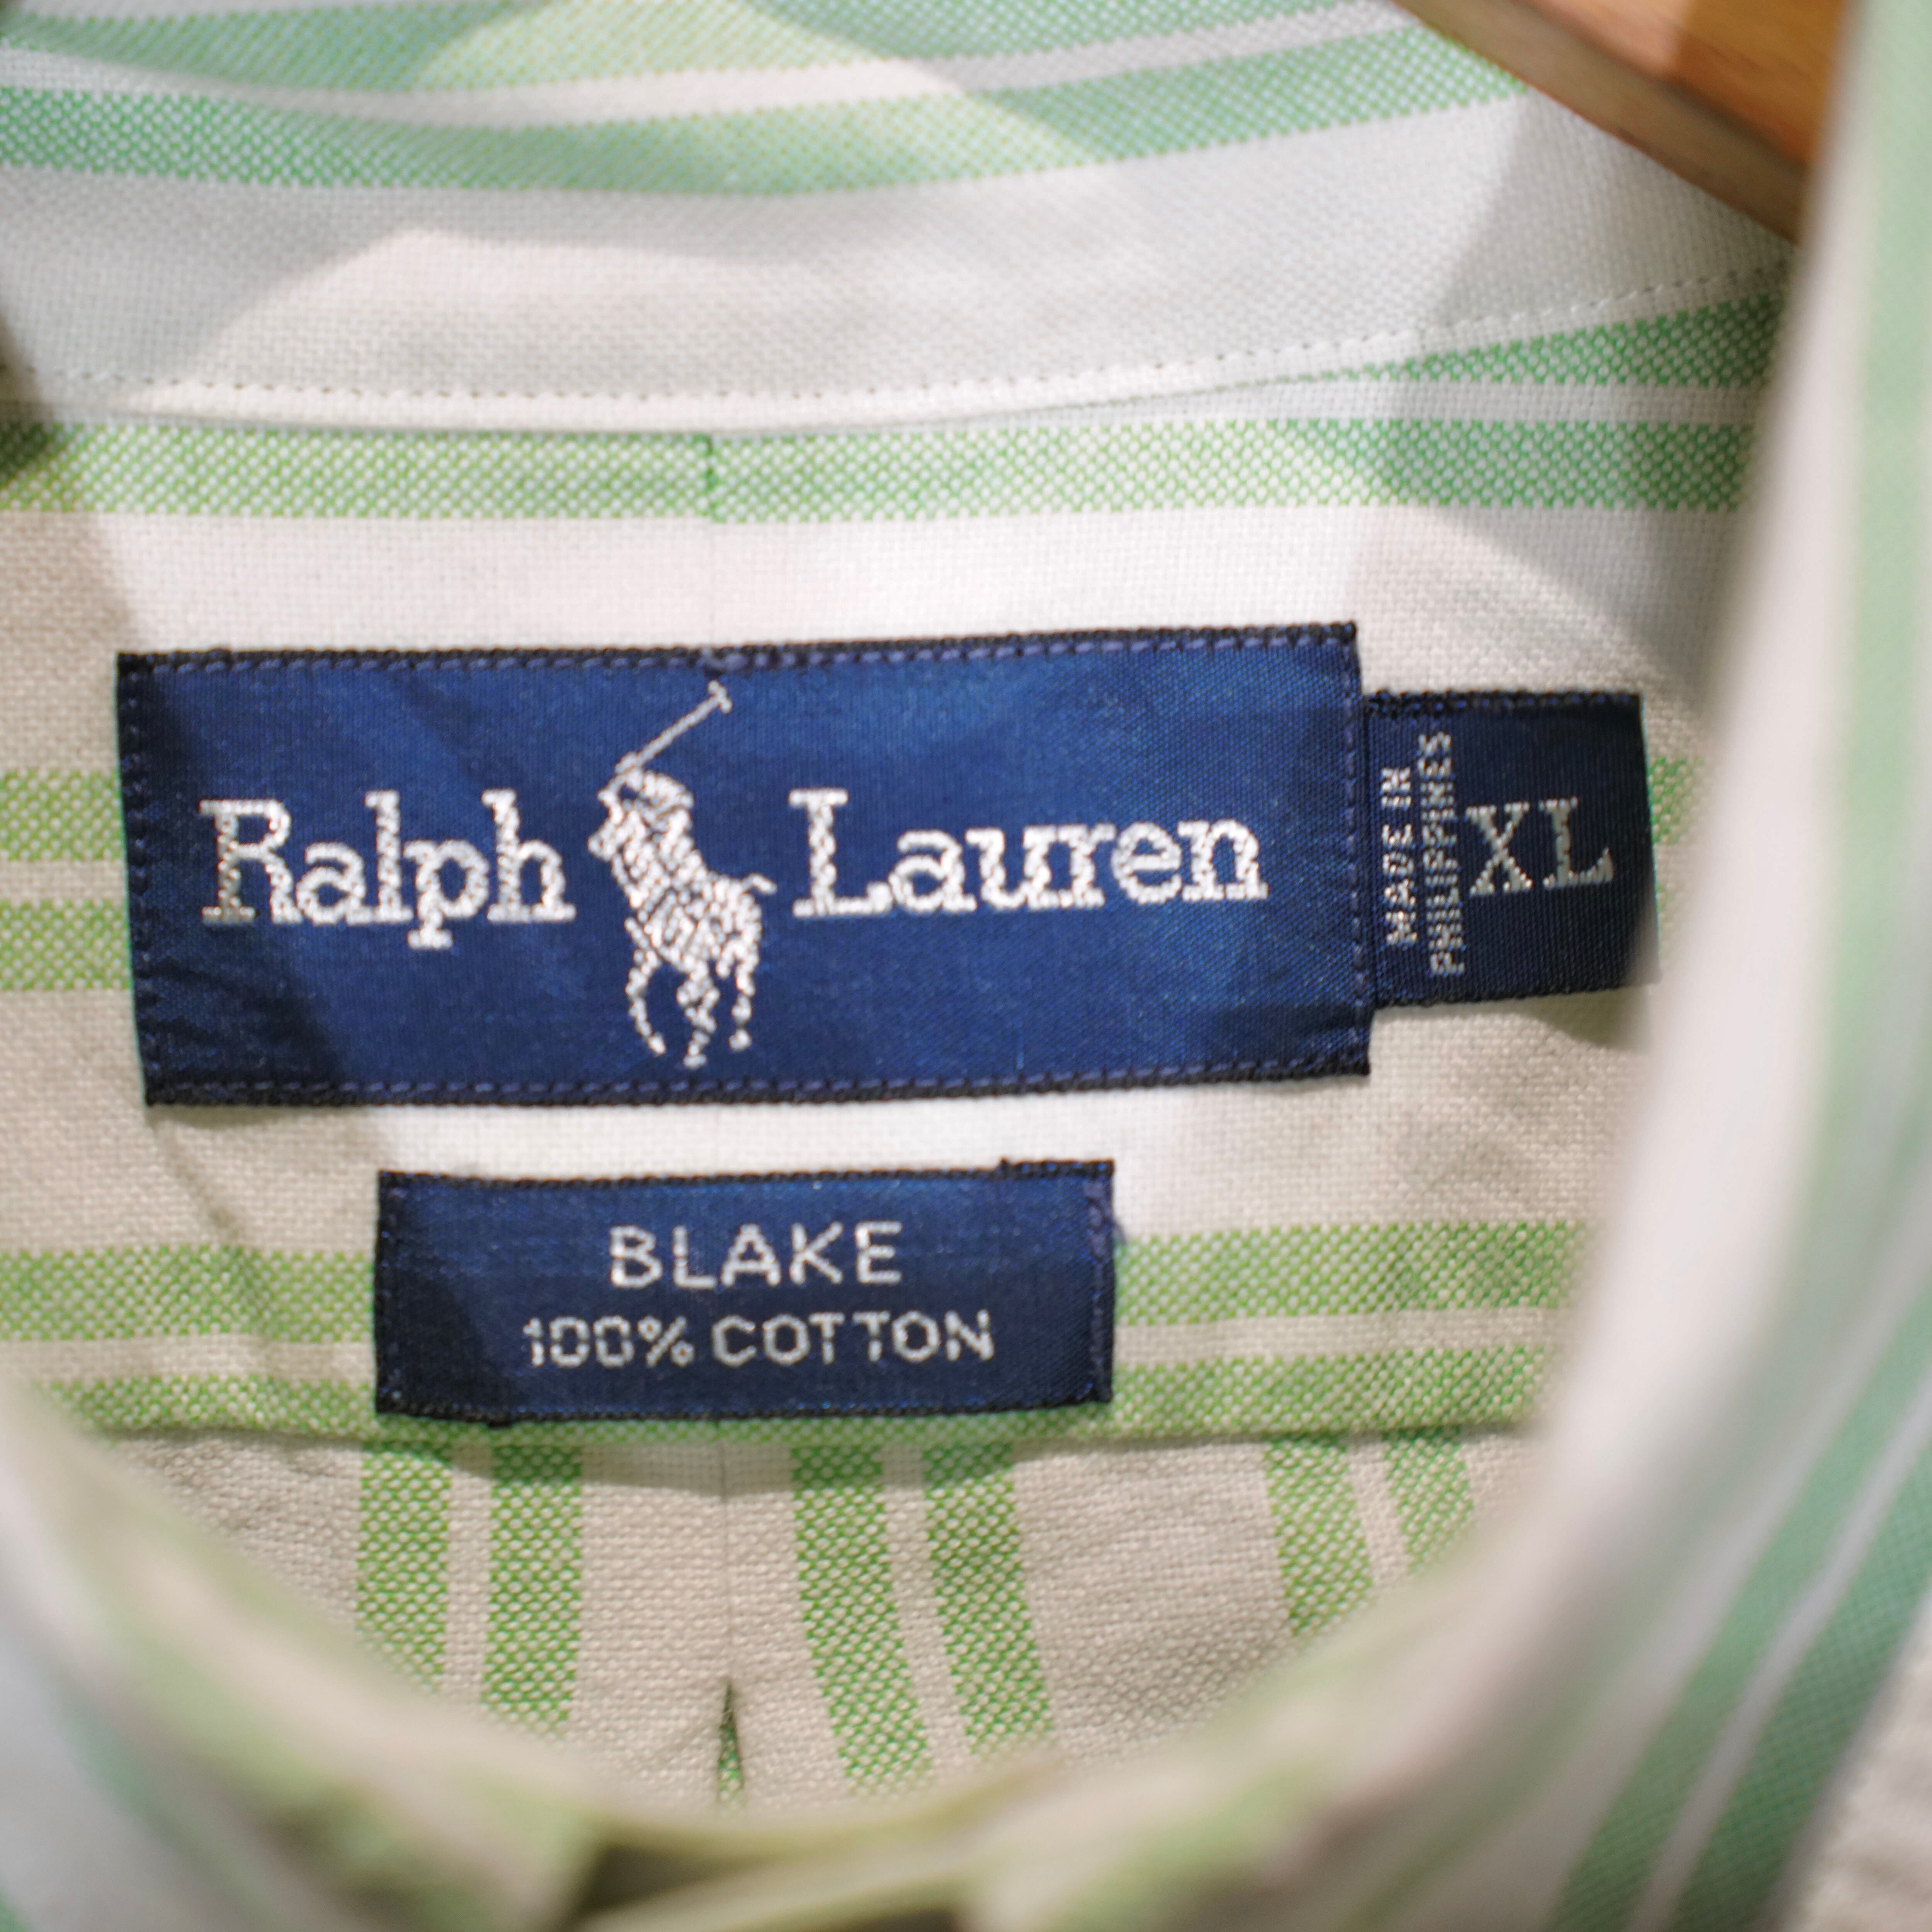 Ralph Lauren
MADE IN
PHILIPPINES
XL
BLAKE
100% COTTON